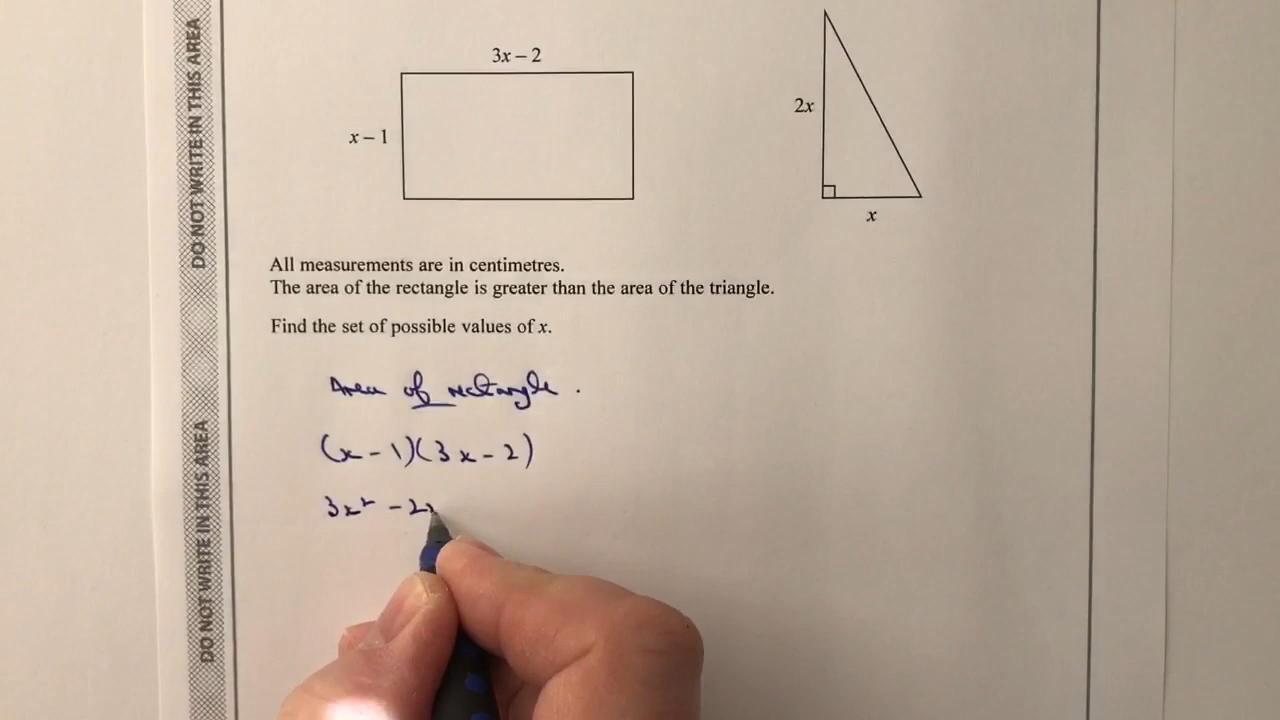 DO NOT WRITE IN THIS AREA
3x – 2
x – 1
2x
x
All measurements are in centimetres.
The area of the rectangle is greater than the area of the triangle.
Find the set of possible values of x.
Area of rectangle.
(x - 1)(3x - 2)
3x² - 2x
DO NOT WRITE IN THIS AREA